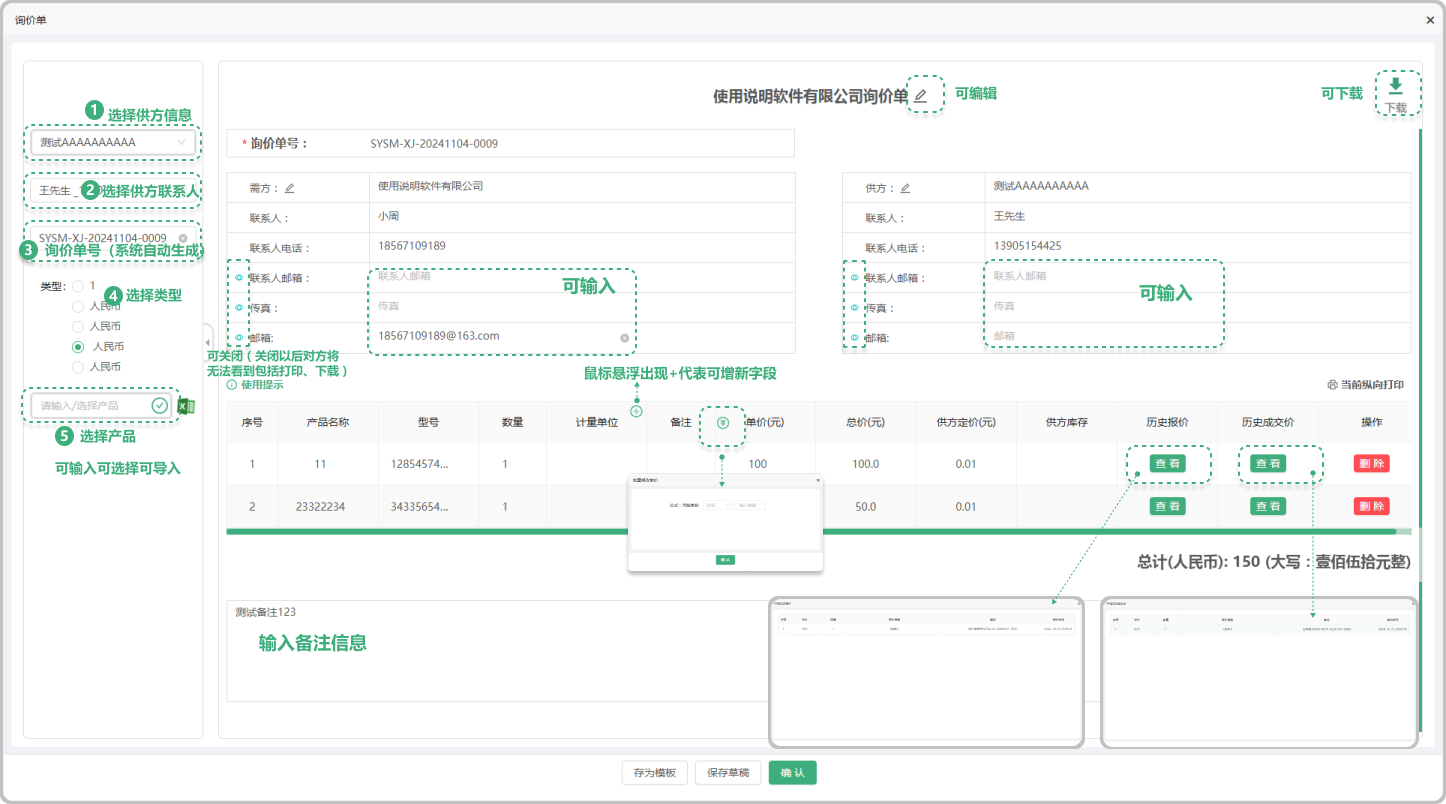 询价单
1 选择供方信息
测试AAAAAAAAAA
王先生_1
2 选择供方联系人
SYSM-XJ-20241104-0009
3 询价单号（系统自动生成）
类型:
1
4 选择类型
人民币
人民币
人民币
人民币
请输入/选择产品
5 选择产品
可输入可选择可导入
使用说明软件有限公司询价单
可编辑
可下载
下载
* 询价单号：
SYSM-XJ-20241104-0009
需方：
使用说明软件有限公司
联系人：
小周
联系人电话：
18567109189
联系人邮箱：
联系人邮箱
传真：
传真
邮箱:
18567109189@163.com
可输入
供方：
测试AAAAAAAAAA
联系人：
王先生
联系人电话：
13905154425
联系人邮箱：
联系人邮箱
传真：
传真
邮箱:
邮箱
可输入
可关闭（关闭以后对方将
无法看到包括打印、下载）
使用提示
鼠标悬浮出现+代表可增新字段
当前纵向打印
序号 产品名称 型号 数量 计量单位 备注 单价(元) 总价(元) 供方定价(元) 供方库存 历史报价 历史成交价 操作
1 11 12854574... 1 100 100.0 0.01 查 看 查 看 删 除
2 23322234 34335654... 1 50.0 0.01 查 看 查 看 删 除
确 认
总计(人民币): 150 (大写：壹佰伍拾元整)
测试备注123
输入备注信息
存为模板
保存草稿
确 认